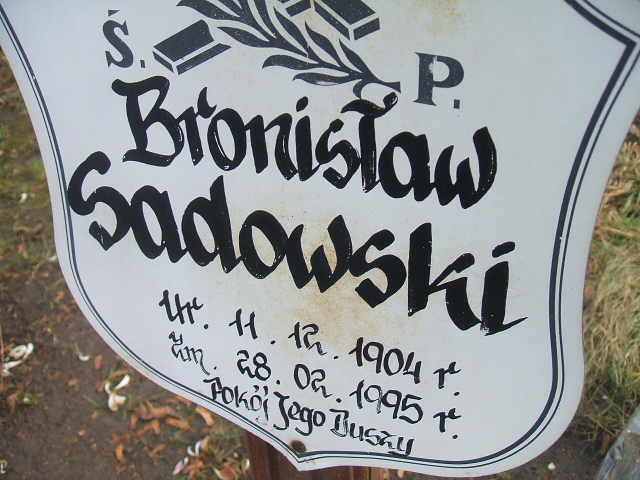 Ś. P.
Bronisław
Sadowski
Ur. 11. 12. 1904 r.
Zm. 28. 02. 1995 r.
Pokój Jego Duszy